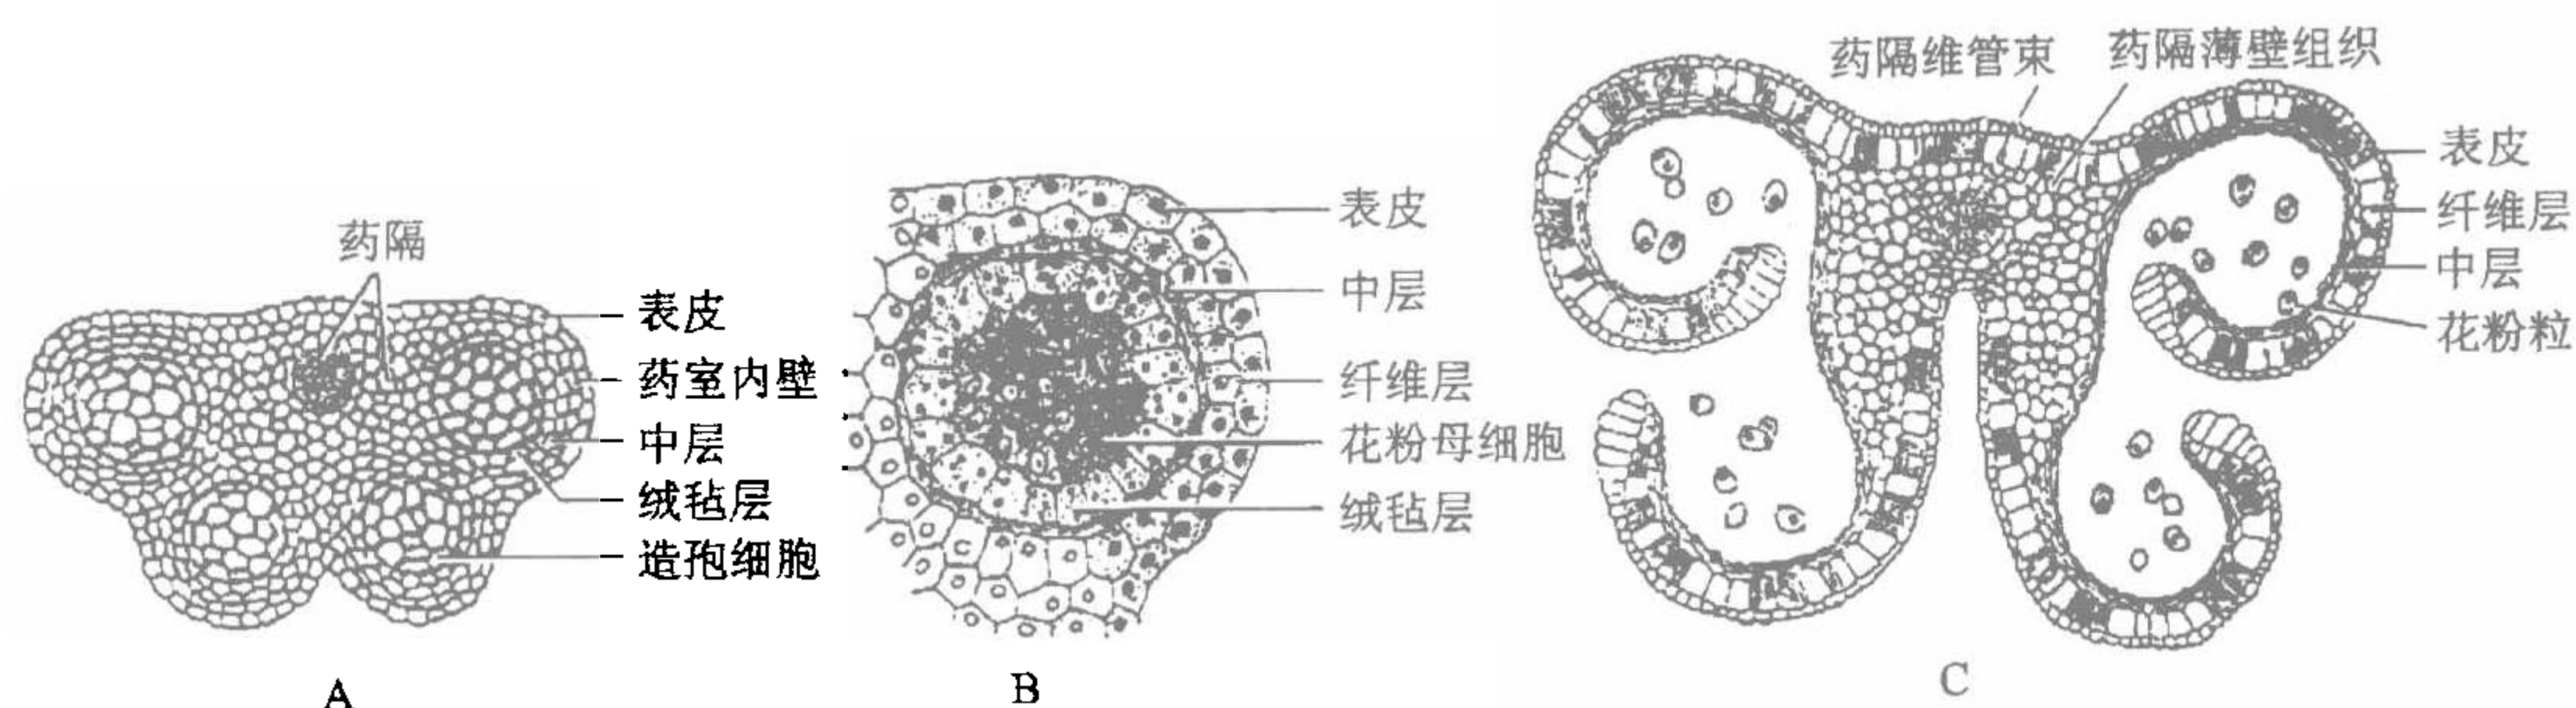 药隔
表皮
药室内壁
中层
绒毡层
造孢细胞
A
表皮
中层
纤维层
花粉母细胞
绒毡层
B
药隔维管束
药隔薄壁组织
表皮
纤维层
中层
花粉粒
C